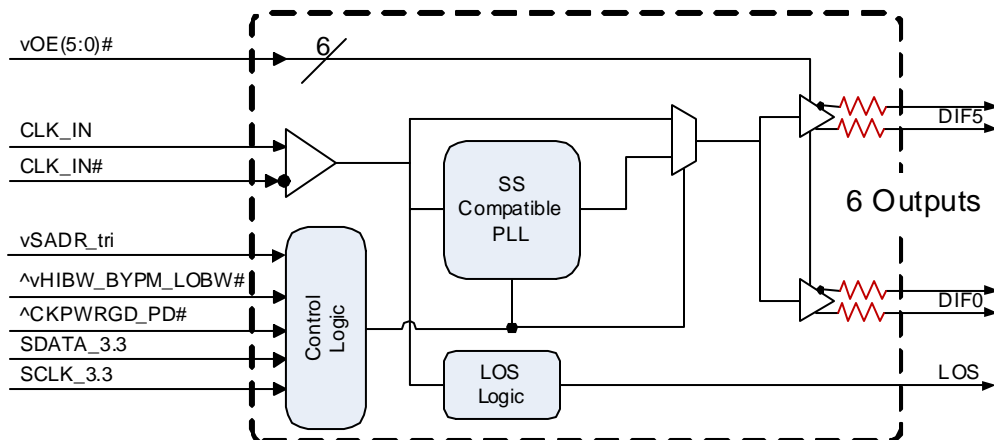 vOE(5:0)#
6
CLK_IN
CLK_IN#
vSADR_tri
^vHIBW_BYPM_LOBW#
^CKPWRGD_PD#
SDATA_3.3
SCLK_3.3
Control
Logic
SS
Compatible
PLL
LOS
Logic
DIF5
6 Outputs
DIF0
LOS